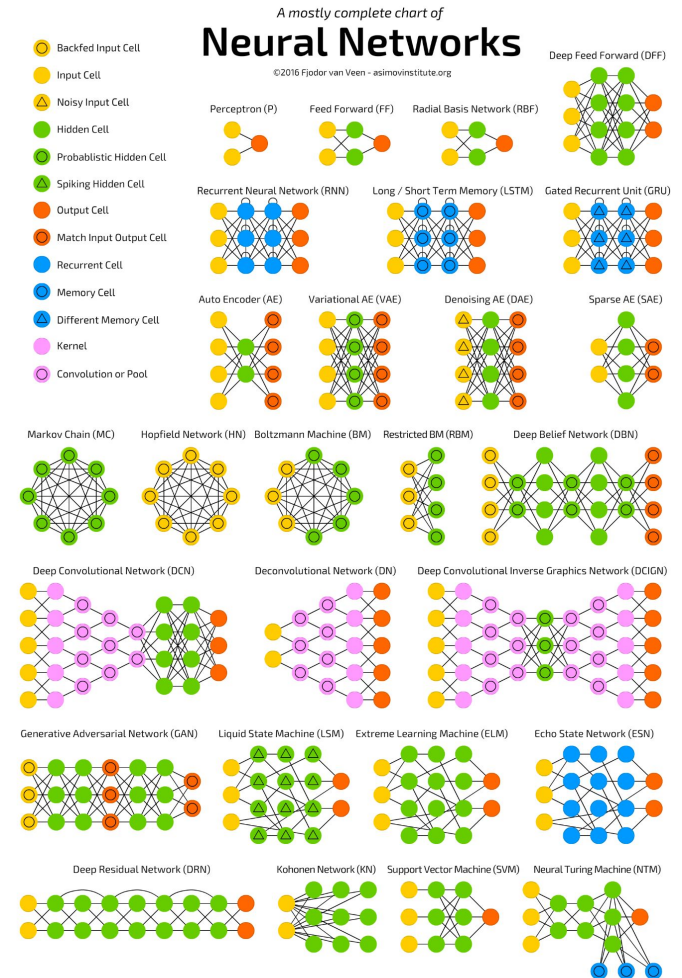 A mostly complete chart of
Neural Networks
©2016 Fjodor van Veen - asimovinstitute.org
Backfed Input Cell
Input Cell
Noisy Input Cell
Hidden Cell
Probablistic Hidden Cell
Spiking Hidden Cell
Output Cell
Match Input Output Cell
Recurrent Cell
Memory Cell
Different Memory Cell
Kernel
Convolution or Pool
Deep Feed Forward (DFF)
Perceptron (P)
Feed Forward (FF)
Radial Basis Network (RBF)
Recurrent Neural Network (RNN)
Long / Short Term Memory (LSTM)
Gated Recurrent Unit (GRU)
Auto Encoder (AE)
Variational AE (VAE)
Denoising AE (DAE)
Sparse AE (SAE)
Markov Chain (MC)
Hopfield Network (HN)
Boltzmann Machine (BM)
Restricted BM (RBM)
Deep Belief Network (DBN)
Deep Convolutional Network (DCN)
Deconvolutional Network (DN)
Deep Convolutional Inverse Graphics Network (DCIGN)
Generative Adversarial Network (GAN)
Liquid State Machine (LSM)
Extreme Learning Machine (ELM)
Echo State Network (ESN)
Deep Residual Network (DRN)
Kohonen Network (KN)
Support Vector Machine (SVM)
Neural Turing Machine (NTM)